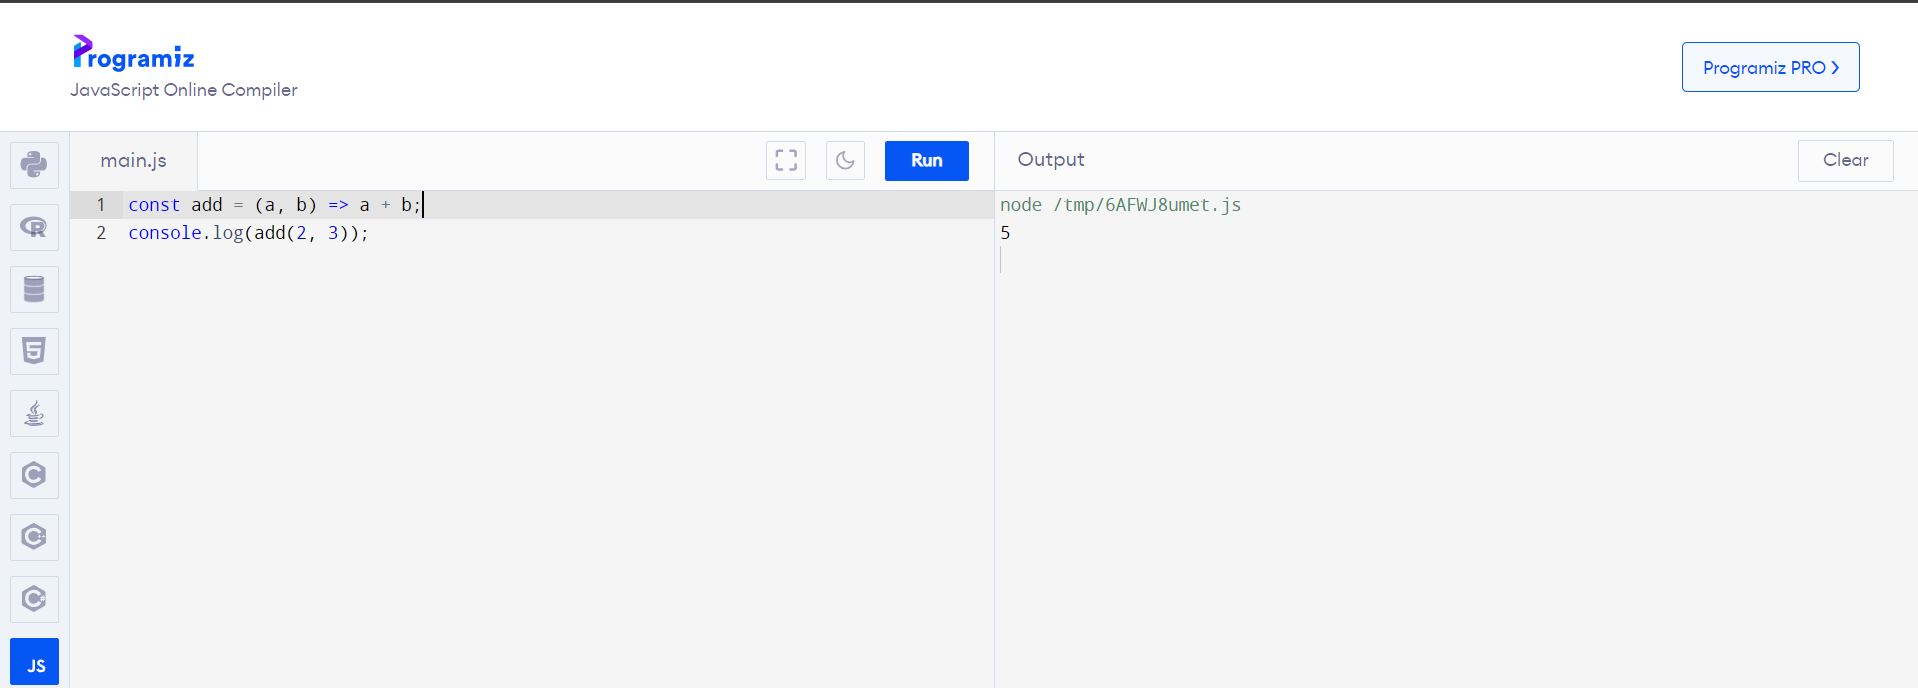 Programiz
JavaScript Online Compiler
Programiz PRO
main.js
Run
Output
Clear
1 const add = (a, b) => a + b;
2 console.log(add(2, 3));
node /tmp/6AFWJ8umet.js
5
R
5
C
C++
C#
JS